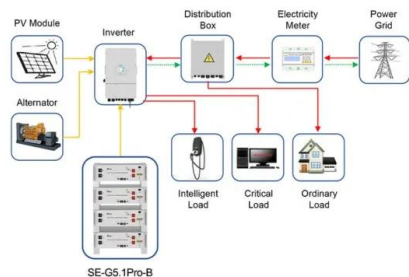 PV Module
Inverter
Distribution
Box
Electricity
Meter
Power
Grid
Alternator
Intelligent
Load
Critical
Load
Ordinary
Load
SE-G5.1Pro-B